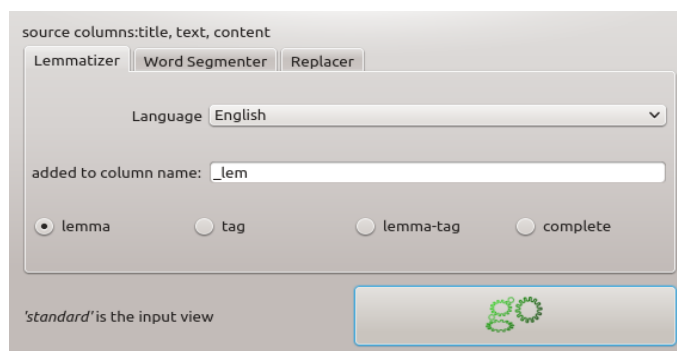 source columns:title, text, content
Lemmatizer Word Segmenter Replacer
Language English
added to column name: _lem
lemma tag lemma-tag complete
'standard' is the input view
go